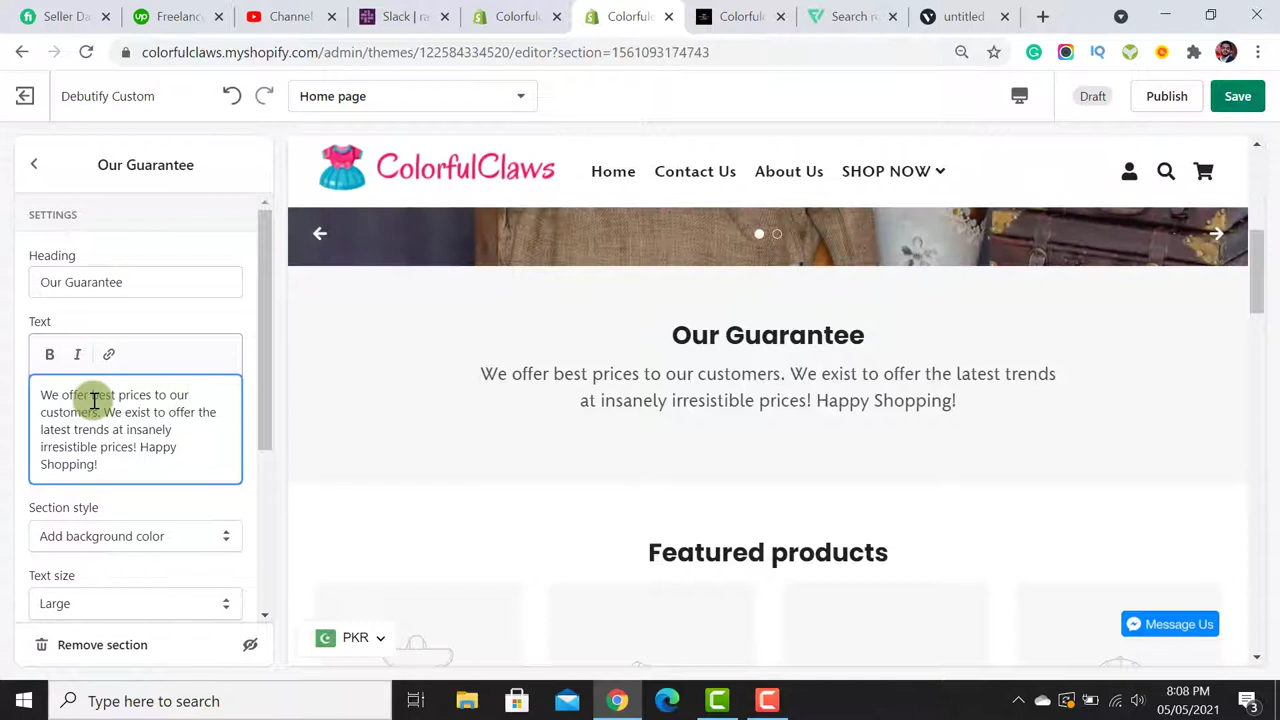 Seller D
Freelanc
Channel
Slack | ra
Colorful
Colorfulc
Colorfulc
Search re
untitled
colorfulclaws.myshopify.com/admin/themes/122584334520/editor?section=1561093174743
Debutify Custom
Home page
Draft
Publish
Save
Our Guarantee
SETTINGS
Heading
Our Guarantee
Text
B I
We offer best prices to our
customers. We exist to offer the
latest trends at insanely
irresistible prices! Happy
Shopping!
Section style
Add background color
Text size
Large
Remove section
ColorfulClaws
Home Contact Us About Us SHOP NOW
Our Guarantee
We offer best prices to our customers. We exist to offer the latest trends
at insanely irresistible prices! Happy Shopping!
Featured products
PKR
Message Us
Type here to search
8:08 PM
05/05/2021
3